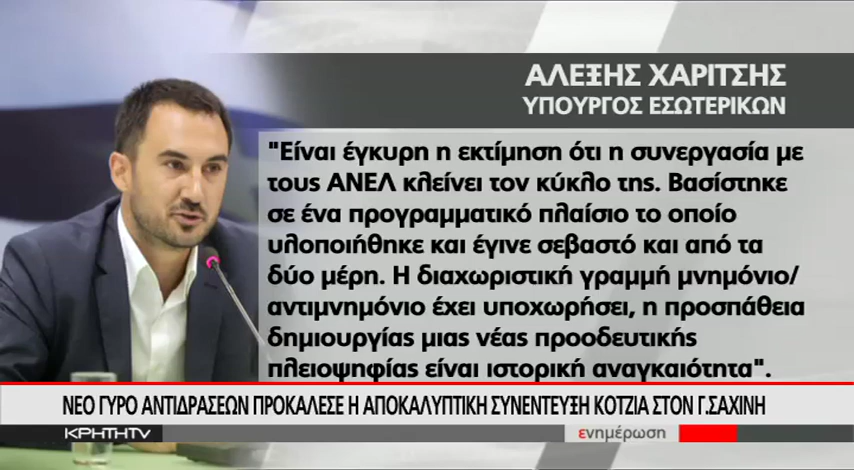 ΑΛΕΞΗΣ ΧΑΡΙΤΣΗΣ
ΥΠΟΥΡΓΟΣ ΕΣΩΤΕΡΙΚΩΝ
"Είναι έγκυρη η εκτίμηση ότι η συνεργασία με
τους ΑΝΕΛ κλείνει τον κύκλο της. Βασίστηκε
σε ένα προγραμματικό πλαίσιο το οποίο
υλοποιήθηκε και έγινε σεβαστό και από τα
δύο μέρη. Η διαχωριστική γραμμή μνημόνιο/
αντιμνημόνιο έχει υποχωρήσει, η προσπάθεια
δημιουργίας μιας νέας προοδευτικής
πλειοψηφίας είναι ιστορική αναγκαιότητα".
ΝΕΟ ΓΥΡΟ ΑΝΤΙΔΡΑΣΕΩΝ ΠΡΟΚΑΛΕΣΕ Η ΑΠΟΚΑΛΥΠΤΙΚΗ ΣΥΝΕΝΤΕΥΞΗ ΚΟΤΖΙΑ ΣΤΟΝ Γ.ΣΑΧΙΝΗ
ΚΡΗΤΗTV
ενημέρωση